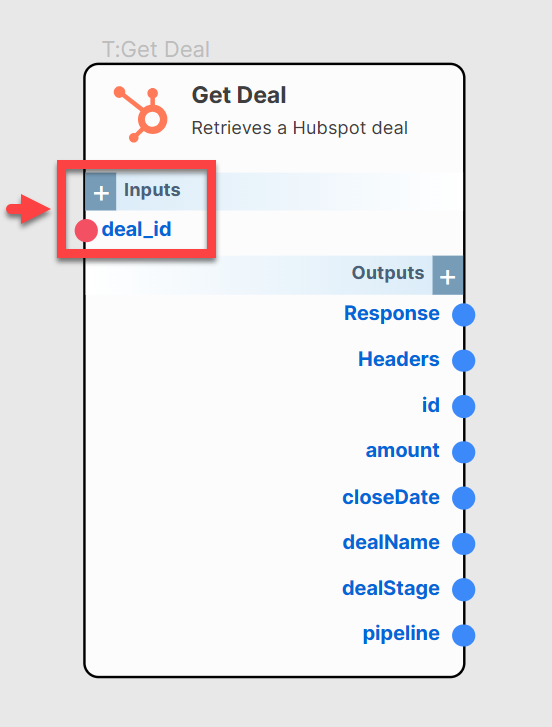 T:Get Deal
Get Deal
Retrieves a Hubspot deal
+ Inputs
deal_id
Outputs +
Response
Headers
id
amount
closeDate
dealName
dealStage
pipeline